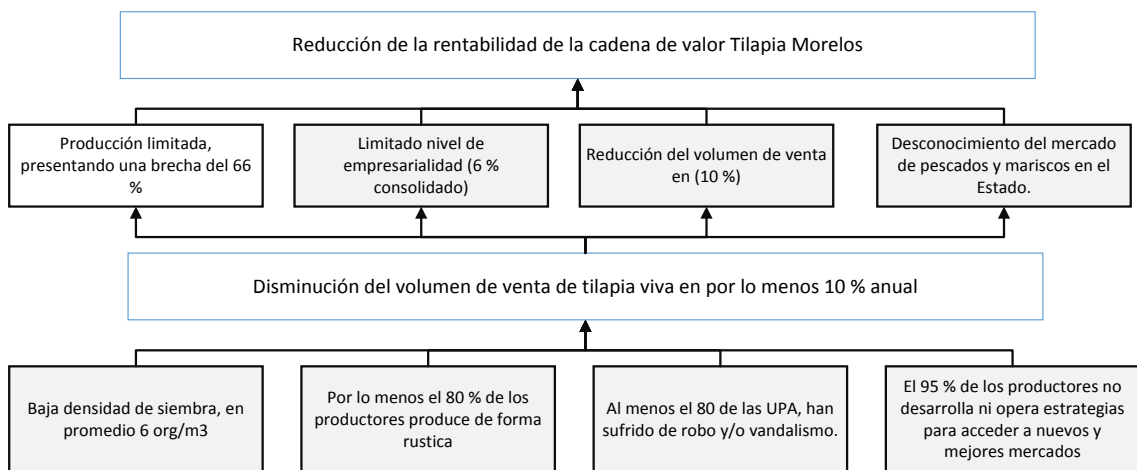 Reducción de la rentabilidad de la cadena de valor Tilapia Morelos
Producción limitada,
presentando una brecha del 66
%
Limitado nivel de
empresarialidad (6 %
consolidado)
Reducción del volumen de venta
en (10 %)
Desconocimiento del mercado
de pescados y mariscos en el
Estado.
Disminución del volumen de venta de tilapia viva en por lo menos 10 % anual
Baja densidad de siembra, en
promedio 6 org/m3
Por lo menos el 80 % de los
productores produce de forma
rustica
Al menos el 80 de las UPA, han
sufrido de robo y/o vandalismo.
El 95 % de los productores no
desarrolla ni opera estrategias
para acceder a nuevos y
mejores mercados